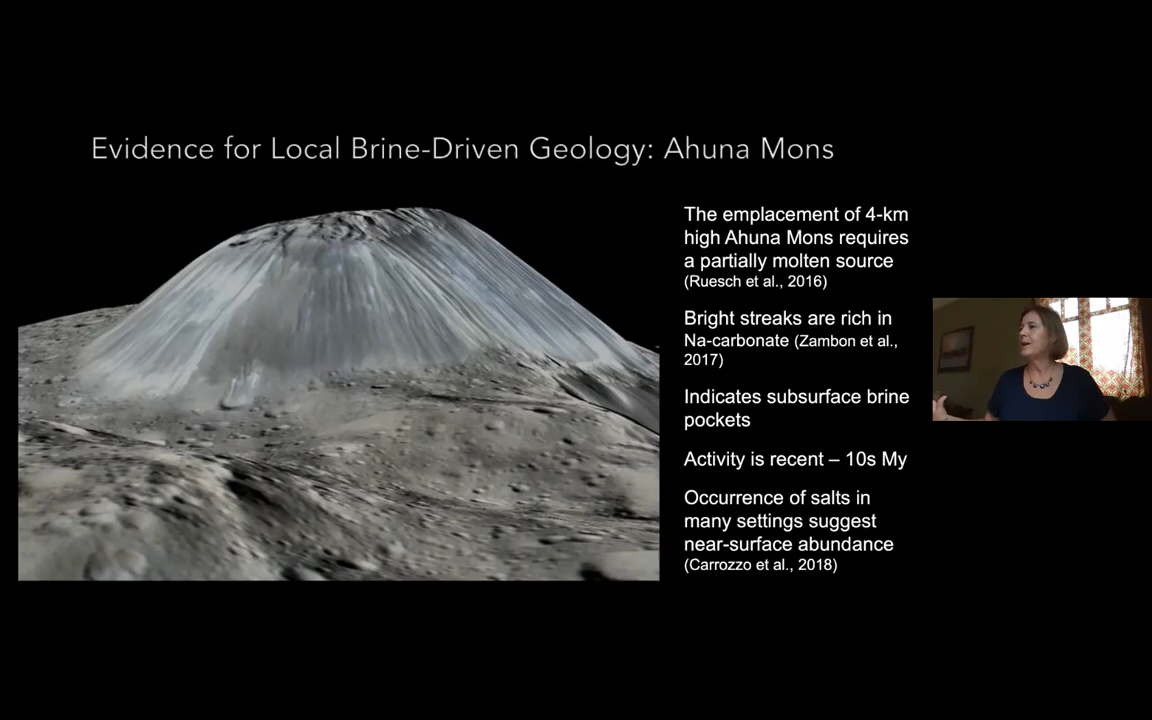 Evidence for Local Brine-Driven Geology: Ahuna Mons
The emplacement of 4-km
high Ahuna Mons requires
a partially molten source
(Ruesch et al., 2016)
Bright streaks are rich in
Na-carbonate (Zambon et al.,
2017)
Indicates subsurface brine
pockets
Activity is recent – 10s My
Occurrence of salts in
many settings suggest
near-surface abundance
(Carrozzo et al., 2018)